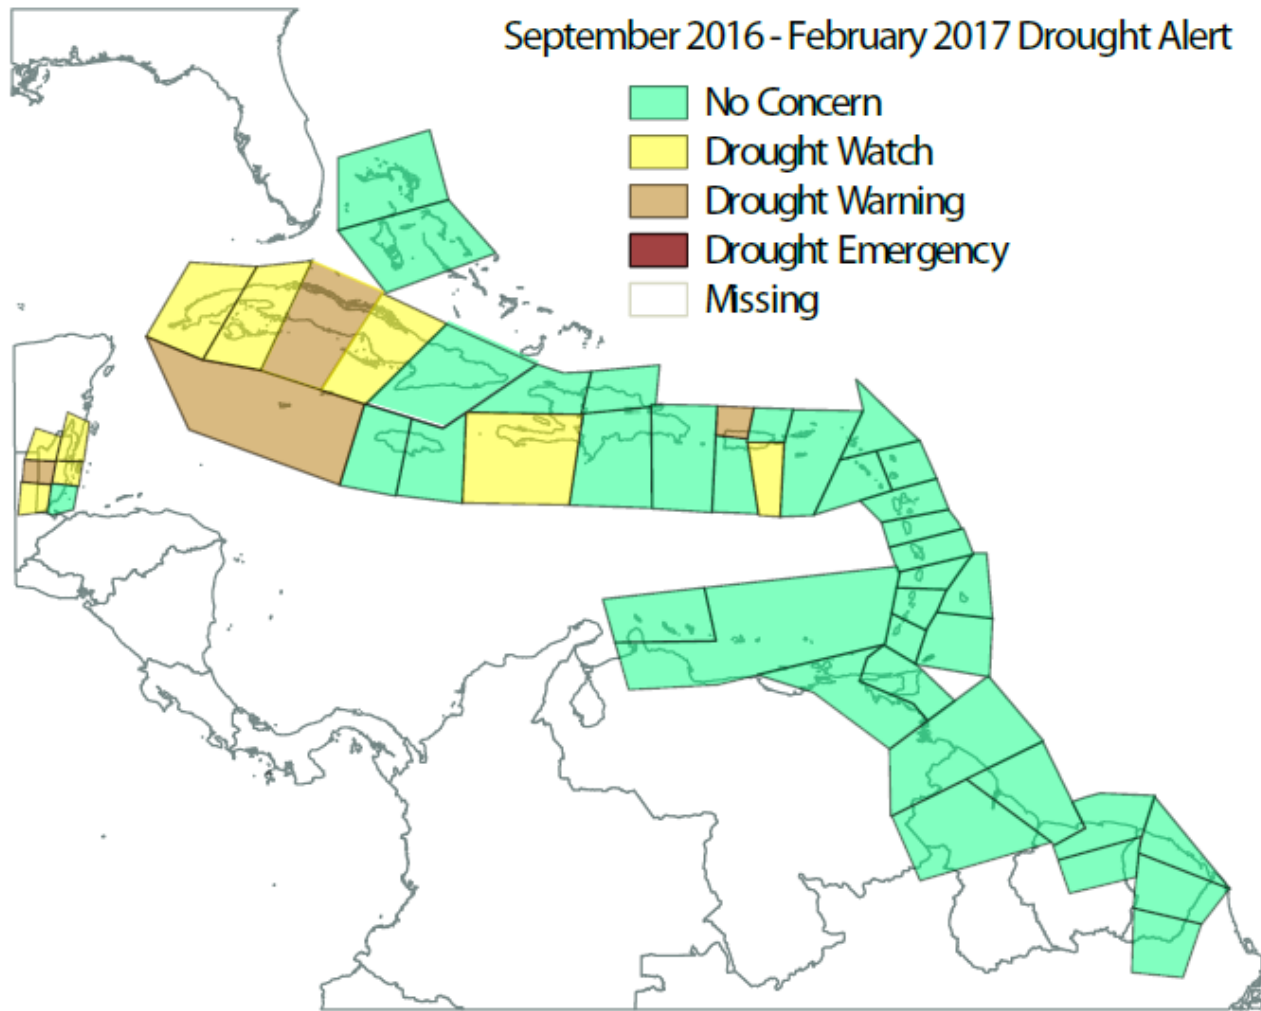 September 2016 - February 2017 Drought Alert
No Concern
Drought Watch
Drought Warning
Drought Emergency
Missing